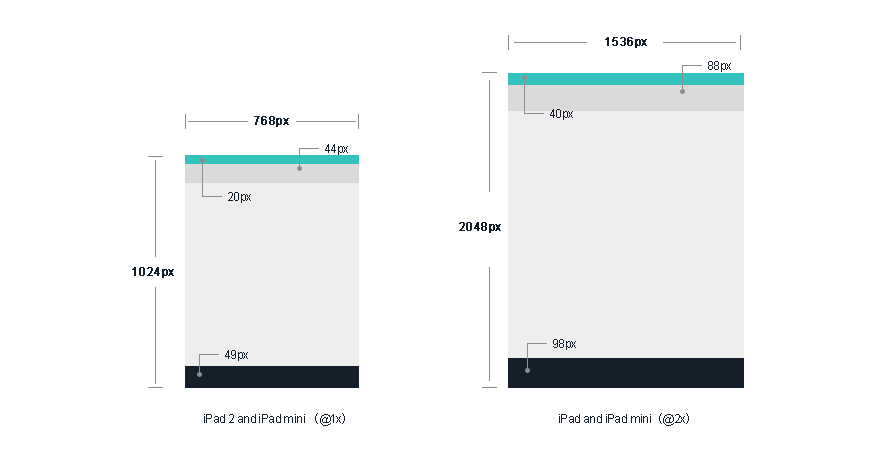 1536px
88px
40px
768px
44px
20px
2048px
1024px
98px
49px
iPad 2 and iPad mini （@1x）
iPad and iPad mini （@2x）